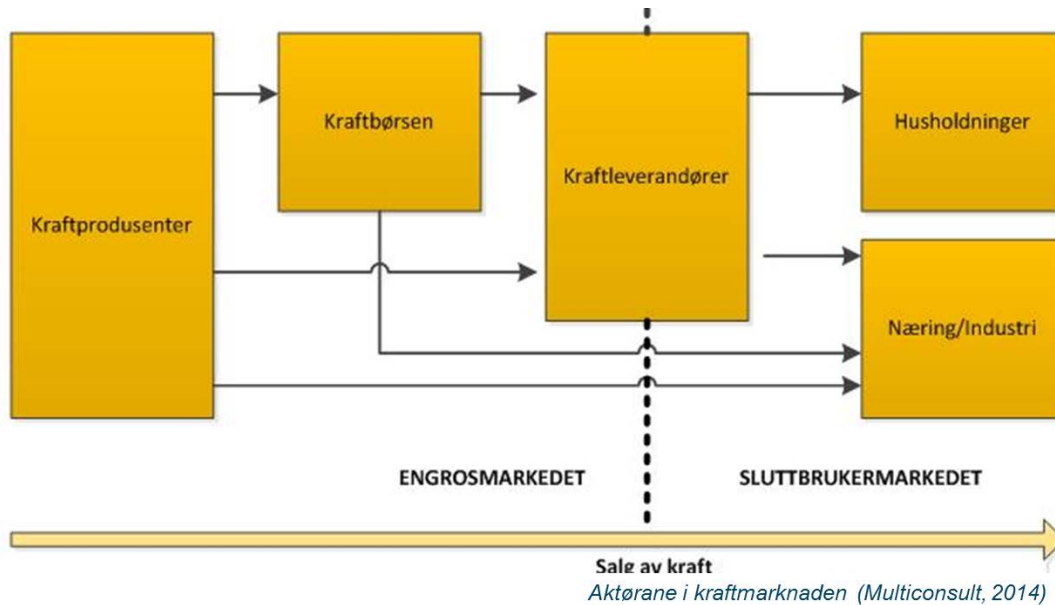 Kraftprodusenter
Kraftbørsen
Kraftleverandører
Husholdninger
Næring/Industri
ENGROSMARKEDET
SLUTTBRUKERMARKEDET
Salg av kraft
Aktørane i kraftmarknaden (Multiconsult, 2014)